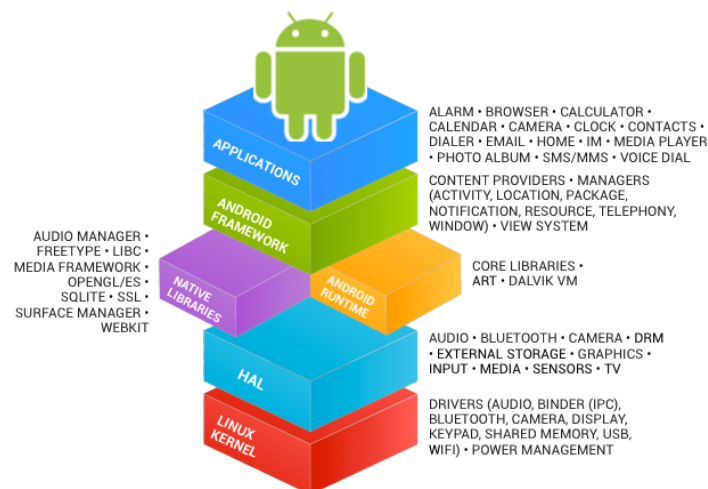 APPLICATIONS
ALARM • BROWSER • CALCULATOR •
CALENDAR • CAMERA • CLOCK • CONTACTS •
DIALER • EMAIL • HOME • IM • MEDIA PLAYER
• PHOTO ALBUM • SMS/MMS • VOICE DIAL
ANDROID
FRAMEWORK
CONTENT PROVIDERS • MANAGERS
(ACTIVITY, LOCATION, PACKAGE,
NOTIFICATION, RESOURCE, TELEPHONY,
WINDOW) • VIEW SYSTEM
AUDIO MANAGER •
FREETYPE • LIBC •
MEDIA FRAMEWORK •
OPENGL/ES •
SQLITE • SSL •
SURFACE MANAGER •
WEBKIT
NATIVE
LIBRARIES
ANDROID
RUNTIME
CORE LIBRARIES •
ART • DALVIK VM
HAL
AUDIO • BLUETOOTH • CAMERA • DRM
• EXTERNAL STORAGE • GRAPHICS •
INPUT • MEDIA • SENSORS • TV
LINUX
KERNEL
DRIVERS (AUDIO, BINDER (IPC),
BLUETOOTH, CAMERA, DISPLAY,
KEYPAD, SHARED MEMORY, USB,
WIFI) • POWER MANAGEMENT